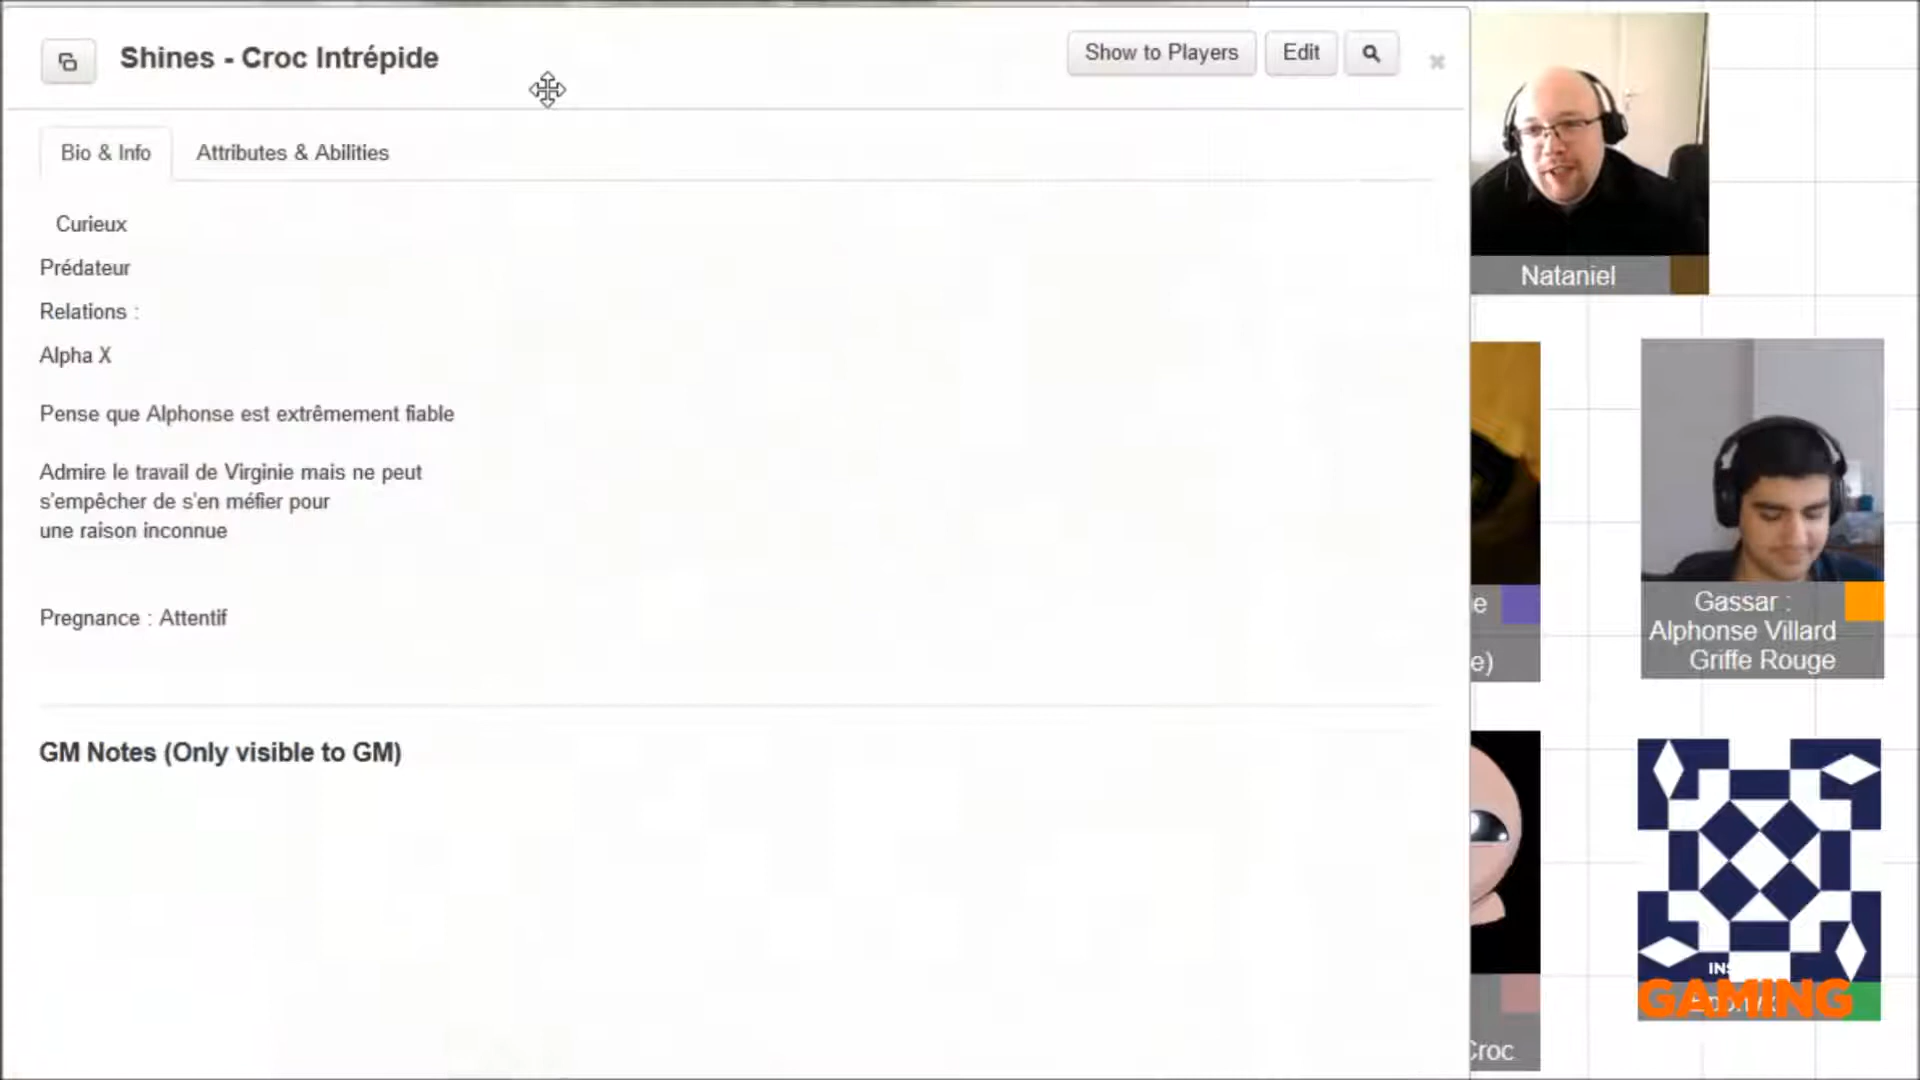 Shines - Croc Intrépide
Show to Players
Edit
Bio & Info
Attributes & Abilities
Curieux
Prédateur
Relations :
Alpha X
Pense que Alphonse est extrêmement fiable
Admire le travail de Virginie mais ne peut
s'empêcher de s'en méfier pour
une raison inconnue
Pregnance : Attentif
GM Notes (Only visible to GM)
Nataniel
e
e)
Gassar :
Alphonse Villard
Griffe Rouge
Croc
GAMING